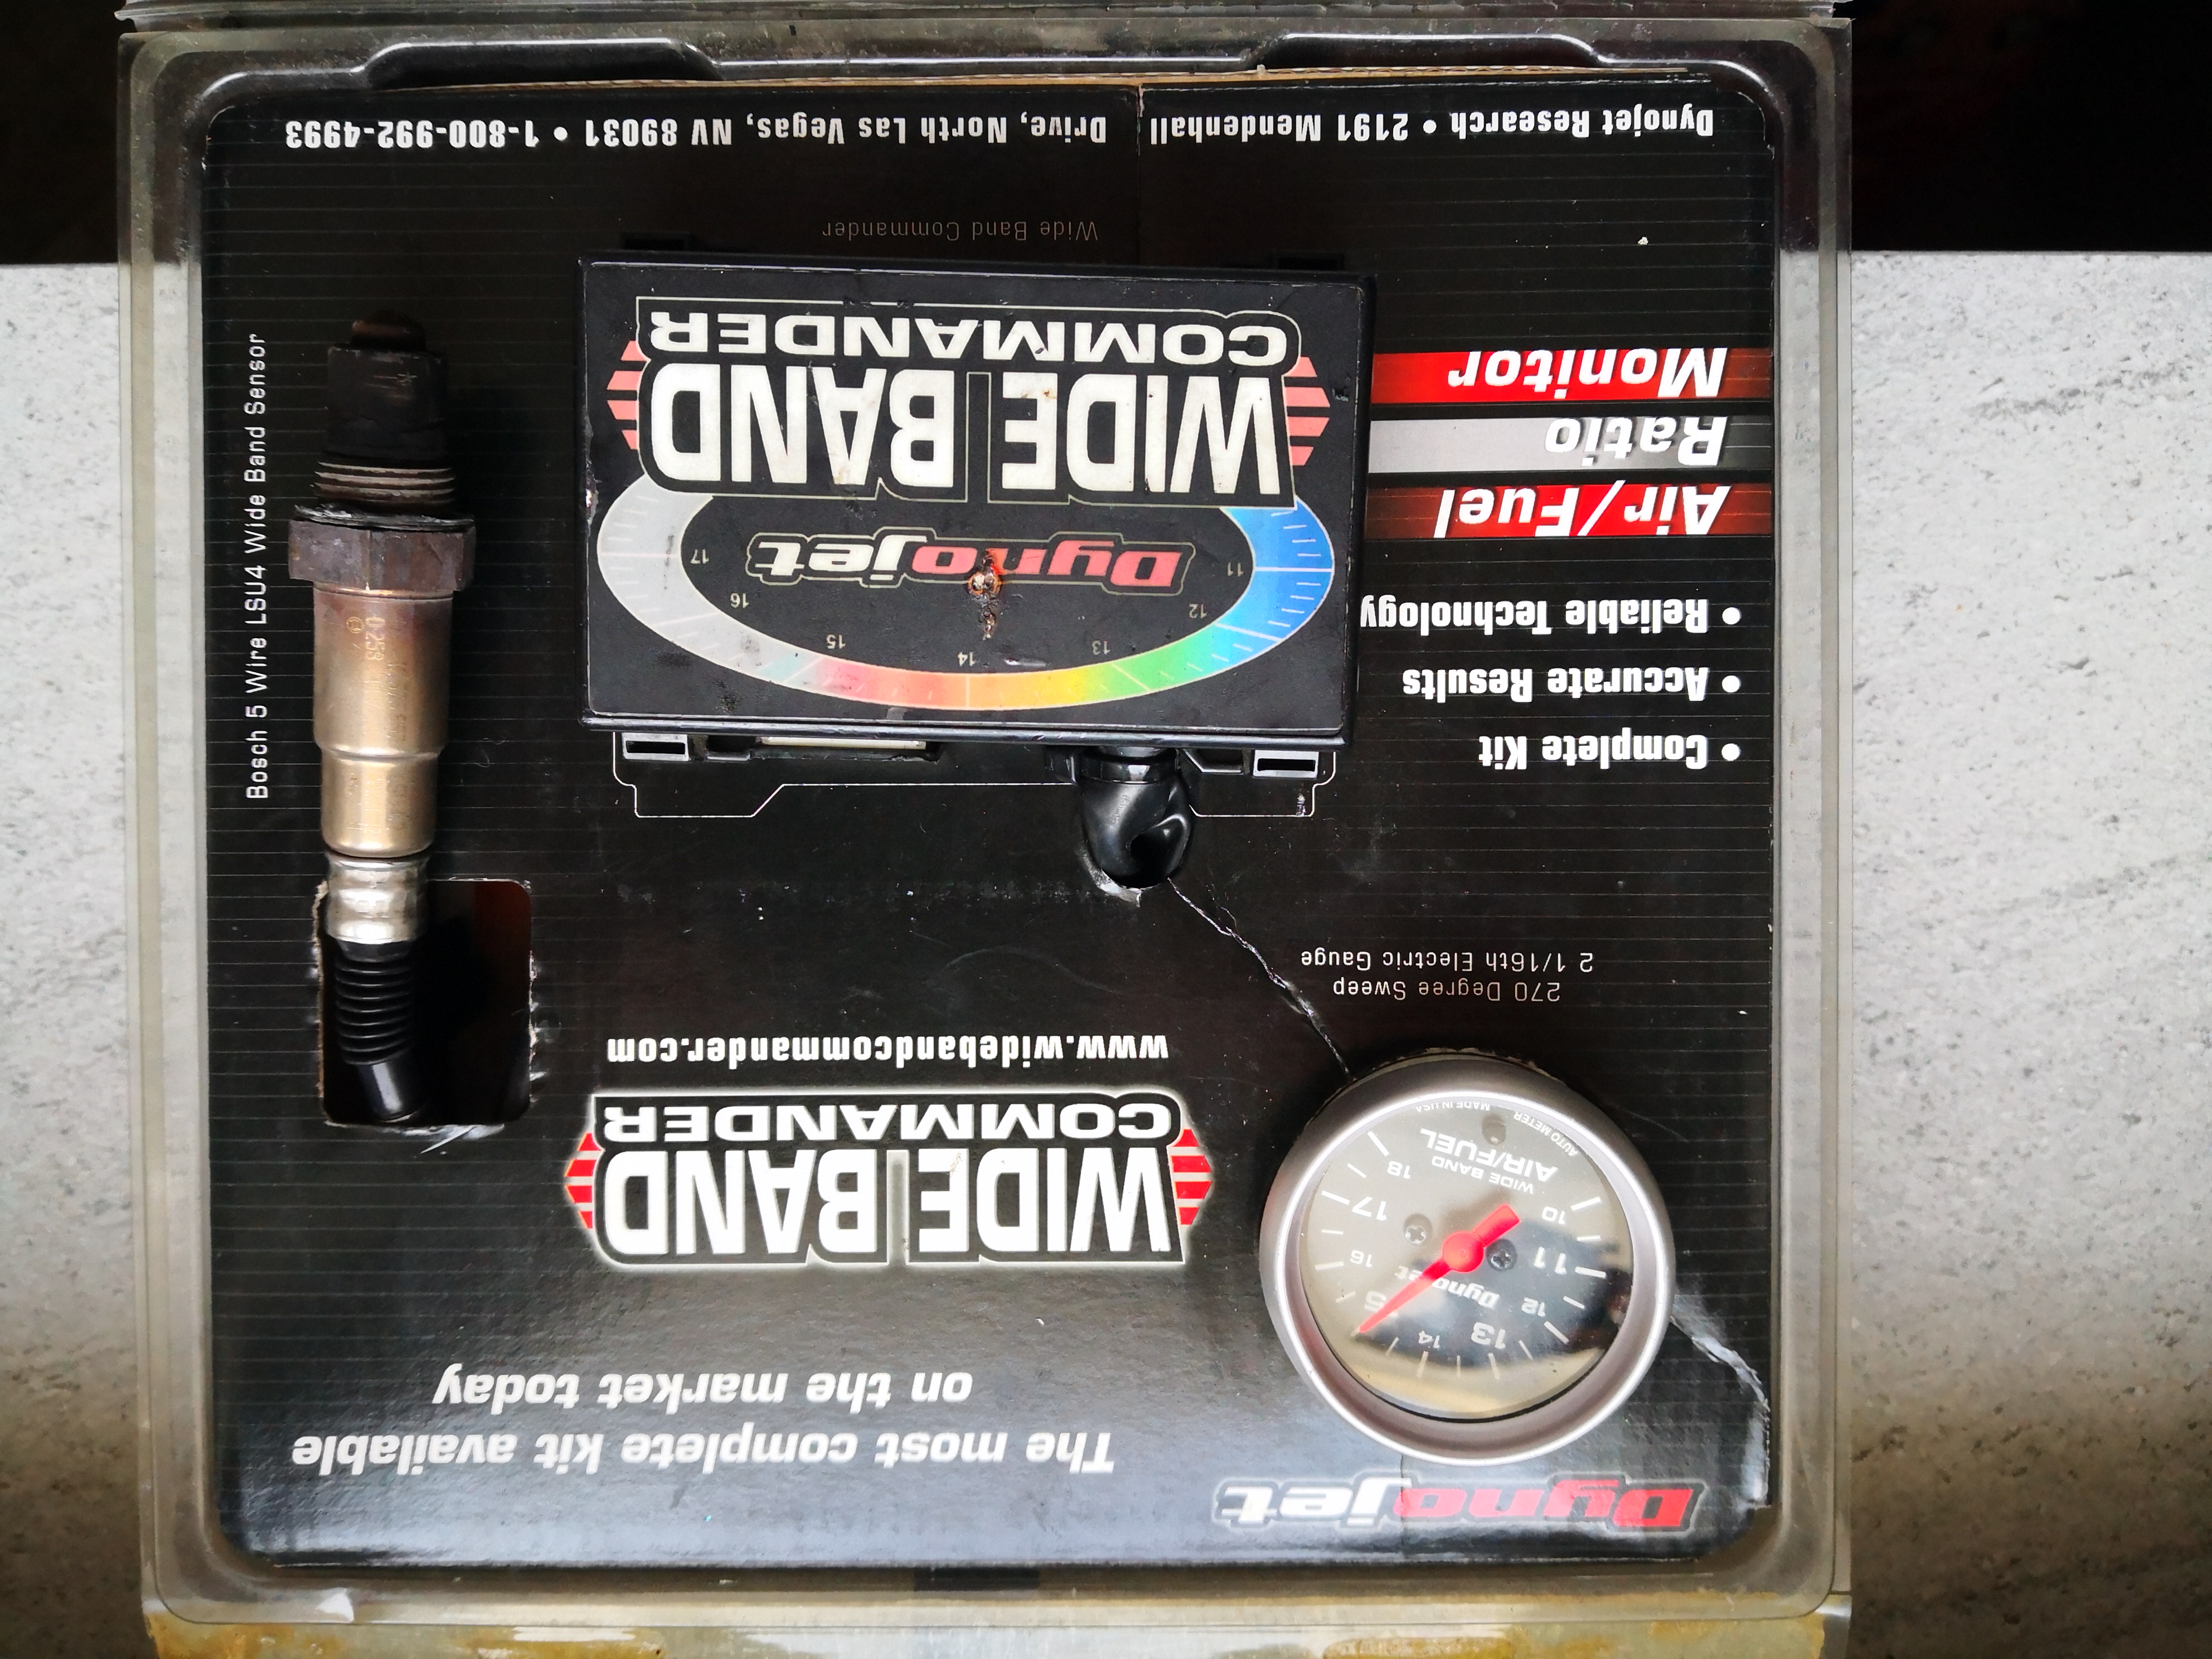 Dynojet
The most complete kit available
on the market today
WIDE BAND
COMMANDER
www.widebandcommander.com
WIDE BAND
AIR/FUEL
AUTO METER
MADE IN USA
10
11
12
13
14
16
17
18
270 Degree Sweep
2 1/16th Electric Gauge
• Complete Kit
• Accurate Results
• Reliable Technology
Air/Fuel
Ratio
Monitor
11
12
13
14
15
16
17
Dynojet
WIDE BAND
COMMANDER
Wide Band Commander
Bosch 5 Wire LSU4 Wide Band Sensor
0 258
Dynojet Research • 2191 Mendenhall Drive, North Las Vegas, NV 89031 • 1-800-992-4993